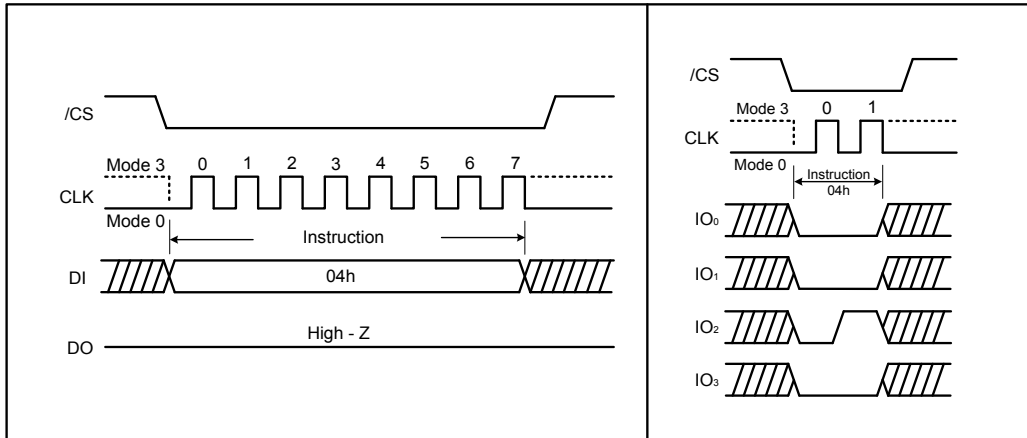 /CS
Mode 3 0 1 2 3 4 5 6 7
CLK
Mode 0
Instruction
DI 04h
High - Z
DO
/CS
Mode 3 0 1
CLK
Mode 0
Instruction
04h
IO₀
IO₁
IO₂
IO₃